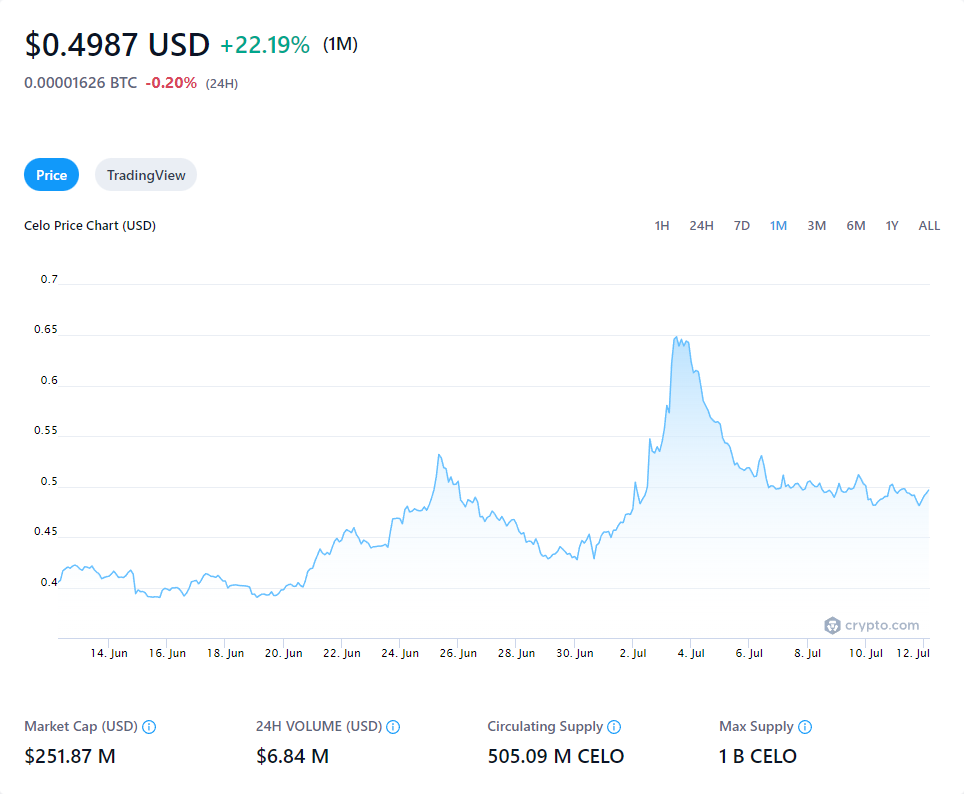 $0.4987 USD +22.19% (1M)
0.00001626 BTC -0.20% (24H)
Price TradingView
Celo Price Chart (USD) 1H 24H 7D 1M 3M 6M 1Y ALL
0.7
0.65
0.6
0.55
0.5
0.45
0.4
crypto.com
14. Jun 16. Jun 18. Jun 20. Jun 22. Jun 24. Jun 26. Jun 28. Jun 30. Jun 2. Jul 4. Jul 6. Jul 8. Jul 10. Jul 12. Jul
Market Cap (USD) 24H VOLUME (USD) Circulating Supply Max Supply
$251.87 M $6.84 M 505.09 M CELO 1 B CELO